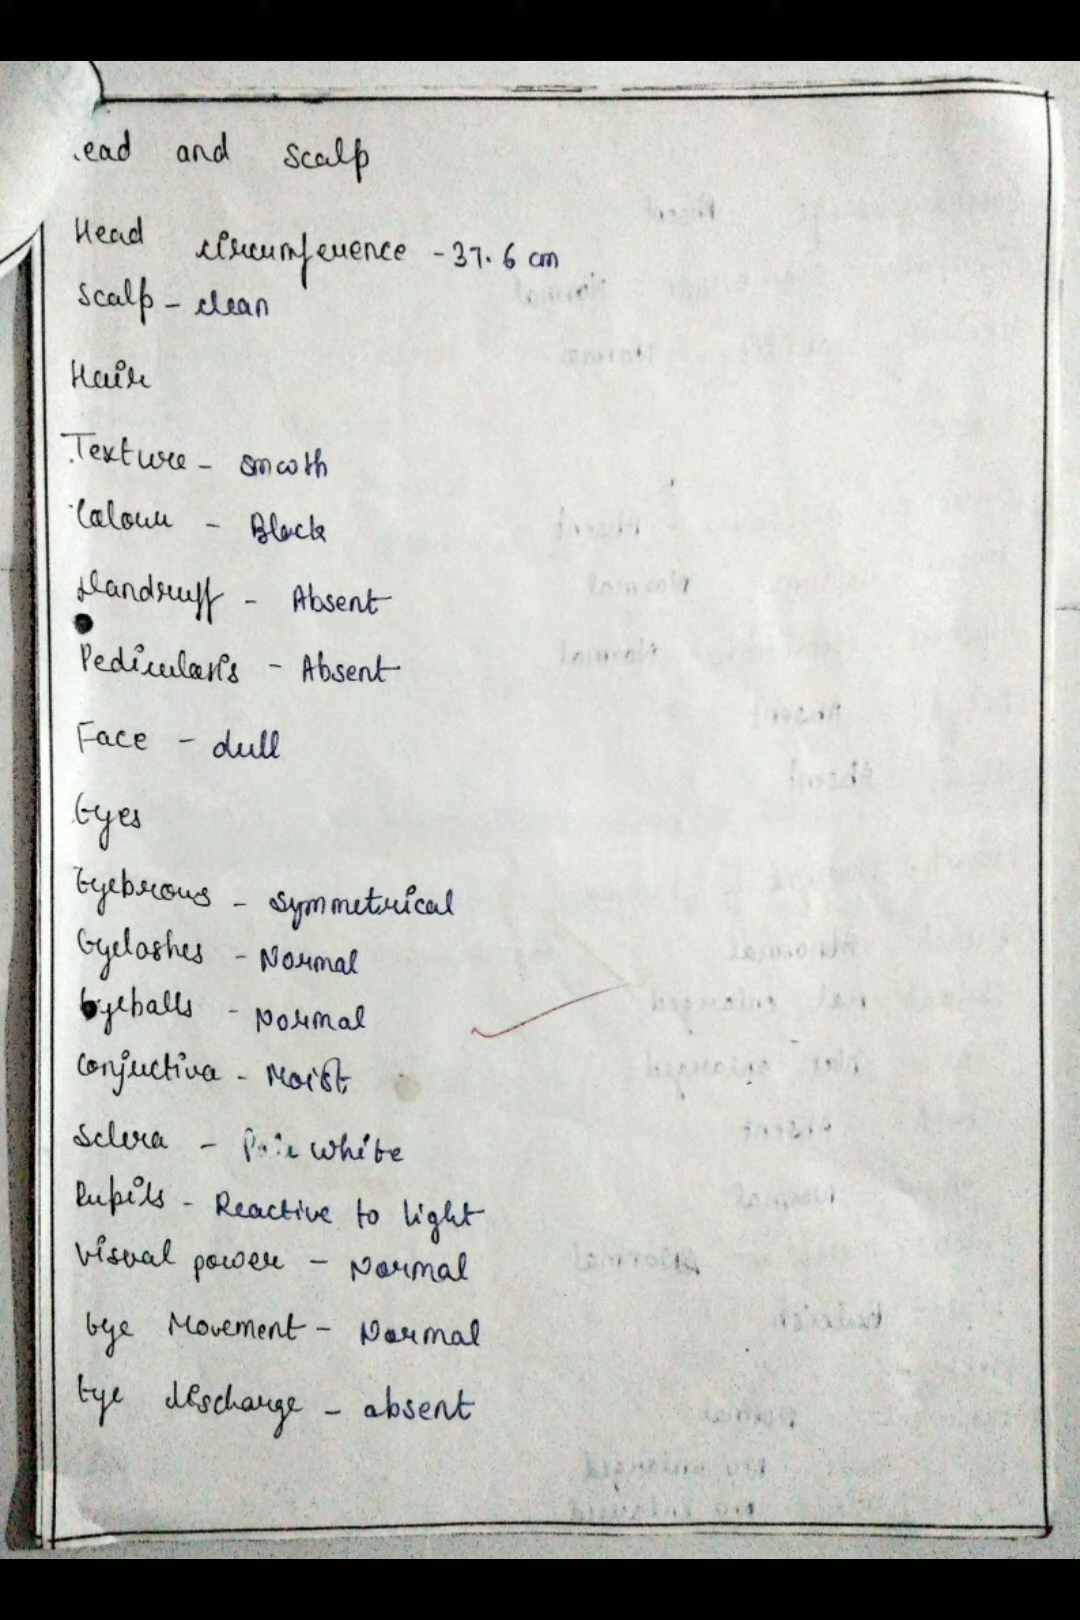 ead and scalp
Head circumference - 37.6 cm
Scalp - clean
Hair
Texture - smooth
Colour - Black
Dandruff - Absent
Pediculasis - Absent
Face - dull
Eyes
Eyebrows - Symmetrical
Eyelashes - Normal
Eyeballs - Normal
Conjuctiva - Moist
Sclera - Pale white
Pupils - Reactive to light
Visual power - Normal
Eye Movement - Normal
Eye discharge - absent